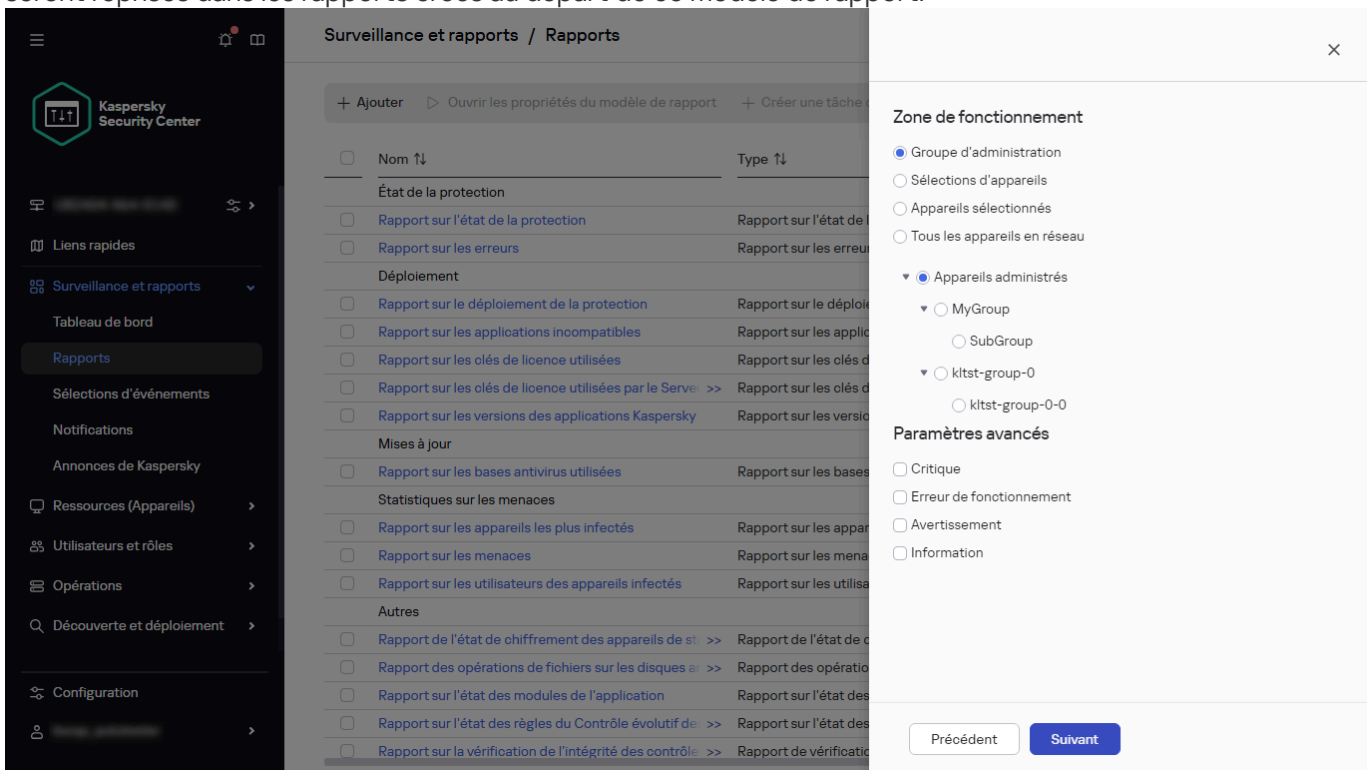 seront reprises dans les rapports créés au départ de ce modèle de rapport.
Kaspersky
Security Center
Liens rapides
Surveillance et rapports
Tableau de bord
Rapports
Sélections d'événements
Notifications
Annonces de Kaspersky
Ressources (Appareils)
Utilisateurs et rôles
Opérations
Découverte et déploiement
Configuration
Surveillance et rapports / Rapports
+ Ajouter Ouvrir les propriétés du modèle de rapport + Créer une tâche
Nom Type
État de la protection
Rapport sur l'état de la protection Rapport sur l'état de
Rapport sur les erreurs Rapport sur les
Déploiement
Rapport sur le déploiement de la protection Rapport sur le
Rapport sur les applications incompatibles Rapport sur les
Rapport sur les clés de licence utilisées Rapport sur les clés
Rapport sur les clés de licence utilisées par le >> Rapport sur les clés
Rapport sur les versions des applications Kaspersky Rapport sur les
Mises à jour
Rapport sur les bases antivirus utilisées Rapport sur les bases
Statistiques sur les menaces
Rapport sur les appareils les plus infectés Rapport sur les
Rapport sur les menaces Rapport sur les
Rapport sur les utilisateurs des appareils infectés Rapport sur les
Autres
Rapport de l'état de chiffrement des appareils de >> Rapport de l'état de
Rapport des opérations de fichiers sur les disques >> Rapport des
Rapport sur l'état des modules de l'application Rapport sur l'état des
Rapport sur l'état des règles du Contrôle évolutif >> Rapport sur l'état des
Rapport sur la vérification de l'intégrité des >> Rapport de
Zone de fonctionnement
Groupe d'administration
Sélections d'appareils
Appareils sélectionnés
Tous les appareils en réseau
Appareils administrés
MyGroup
SubGroup
kltst-group-0
kltst-group-0-0
Paramètres avancés
Critique
Erreur de fonctionnement
Avertissement
Information
Précédent Suivant